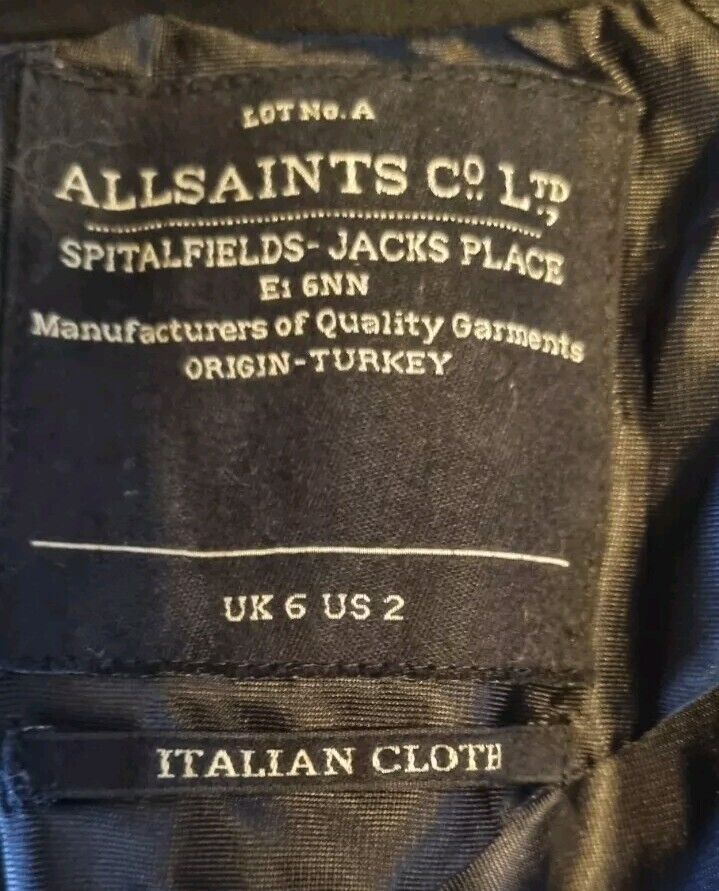 LOT No. A
ALLSAINTS Co. LTD,
SPITALFIELDS- JACKS PLACE
E1 6NN
Manufacturers of Quality Garments
ORIGIN-TURKEY
UK 6 US 2
ITALIAN CLOTH